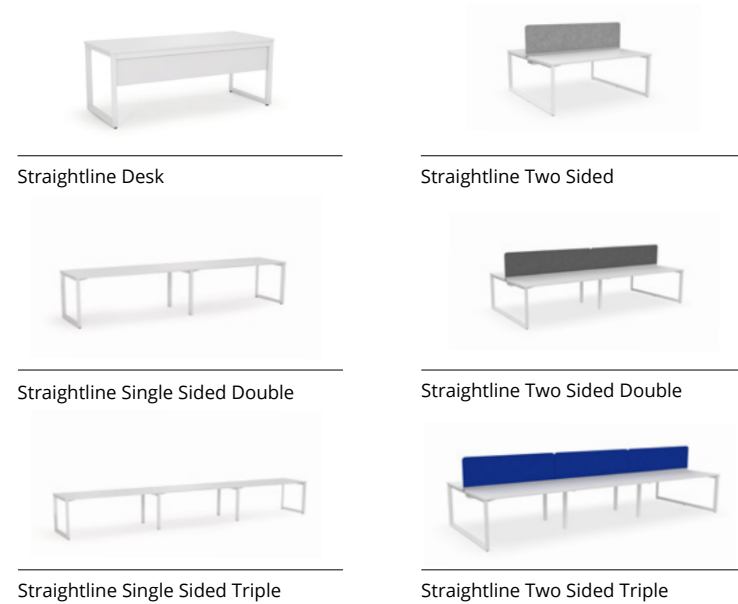 Straightline Desk
Straightline Two Sided
Straightline Single Sided Double
Straightline Two Sided Double
Straightline Single Sided Triple
Straightline Two Sided Triple